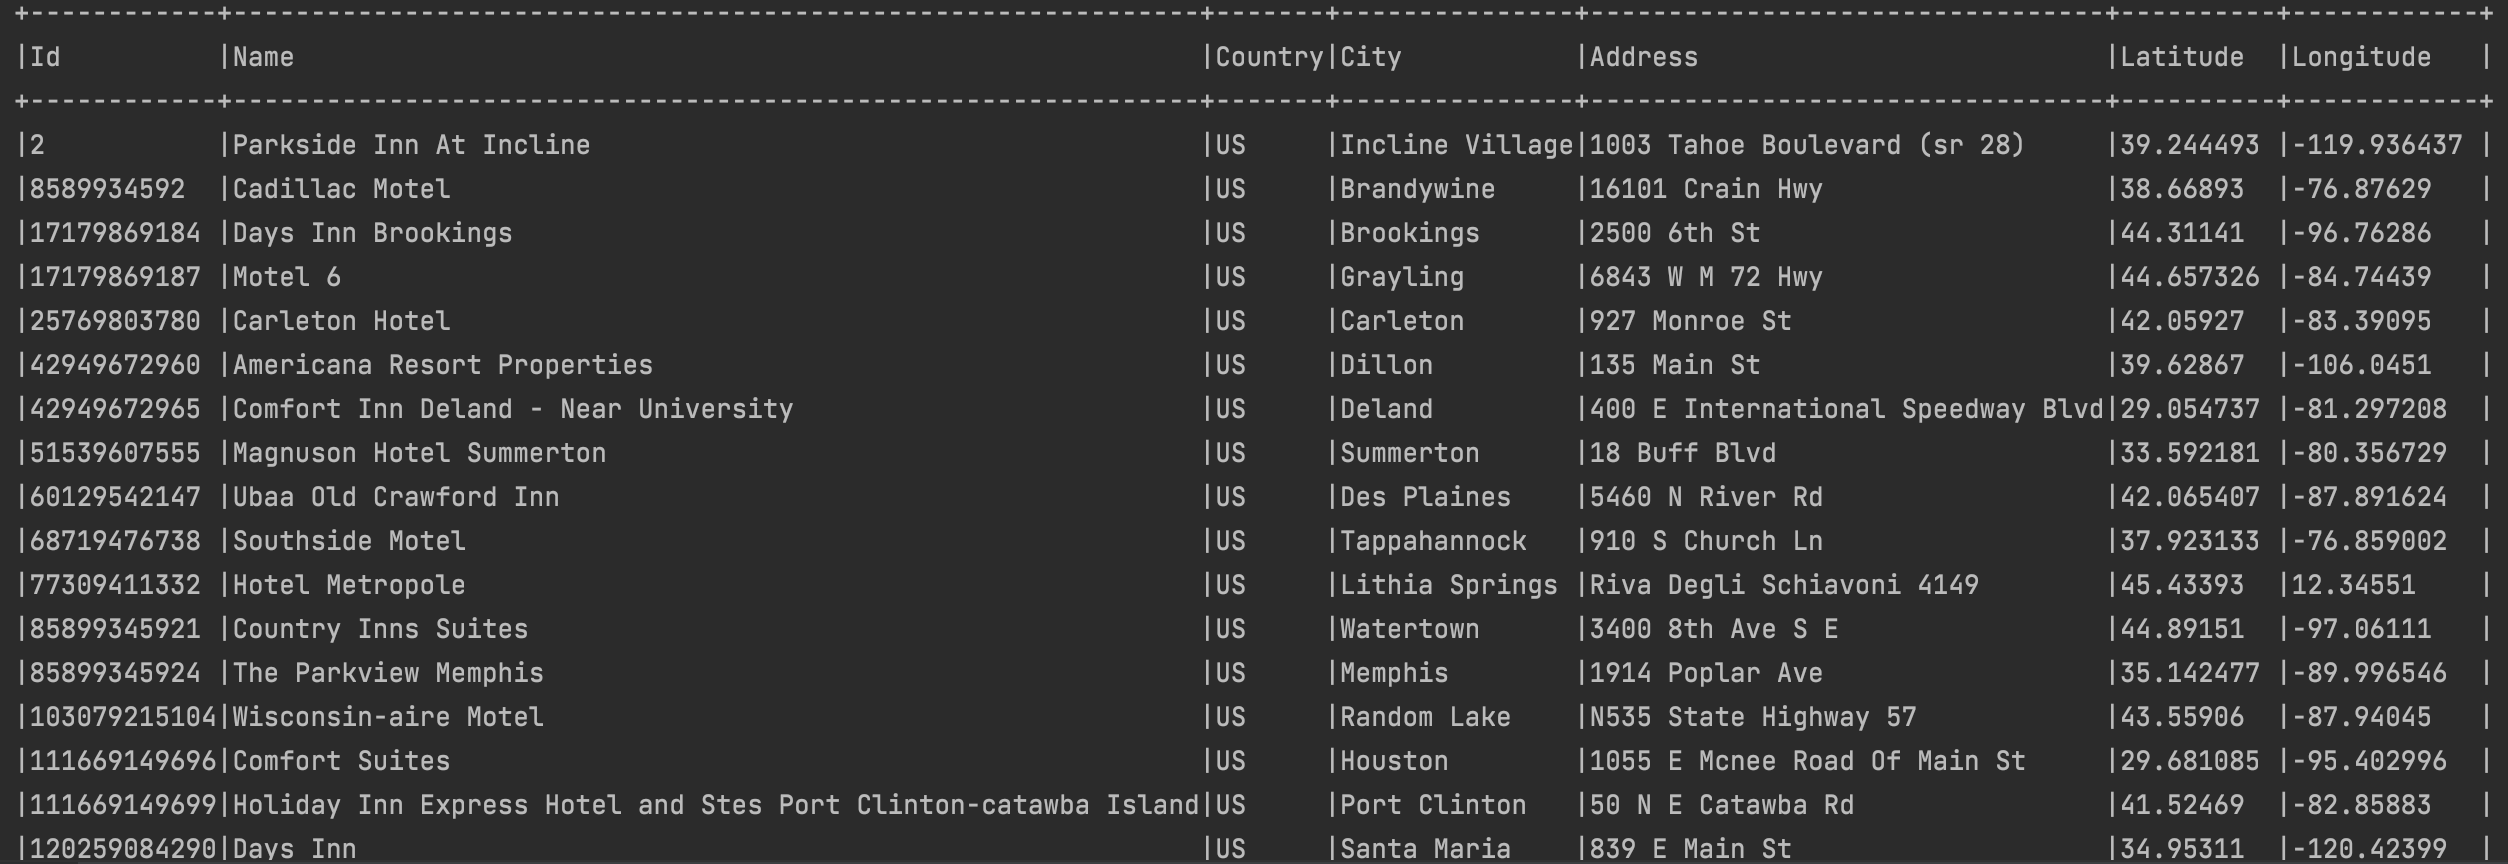 +------------+--------------------------------------------------------------+-------+---------------+---------------------------------+----------+------------+
|Id          |Name                                                          |Country|City           |Address                          |Latitude  |Longitude   |
+------------+--------------------------------------------------------------+-------+---------------+---------------------------------+----------+------------+
|2           |Parkside Inn At Incline                                       |US     |Incline Village|1003 Tahoe Boulevard (sr 28)     |39.244493 |-119.936437 |
|8589934592  |Cadillac Motel                                                |US     |Brandywine     |16101 Crain Hwy                  |38.66893  |-76.87629   |
|17179869184 |Days Inn Brookings                                            |US     |Brookings      |2500 6th St                      |44.31141  |-96.76286   |
|17179869187 |Motel 6                                                       |US     |Grayling       |6843 W M 72 Hwy                  |44.657326 |-84.74439   |
|25769803780 |Carleton Hotel                                                |US     |Carleton       |927 Monroe St                    |42.05927  |-83.39095   |
|42949672960 |Americana Resort Properties                                   |US     |Dillon         |135 Main St                      |39.62867  |-106.0451   |
|42949672965 |Comfort Inn Deland - Near University                          |US     |Deland         |400 E International Speedway Blvd|29.054737 |-81.297208  |
|51539607555 |Magnuson Hotel Summerton                                      |US     |Summerton      |18 Buff Blvd                     |33.592181 |-80.356729  |
|60129542147 |Ubaa Old Crawford Inn                                         |US     |Des Plaines    |5460 N River Rd                  |42.065407 |-87.891624  |
|68719476738 |Southside Motel                                               |US     |Tappahannock   |910 S Church Ln                  |37.923133 |-76.859002  |
|77309411332 |Hotel Metropole                                               |US     |Lithia Springs |Riva Degli Schiavoni 4149        |45.43393  |12.34551    |
|85899345921 |Country Inns Suites                                           |US     |Watertown      |3400 8th Ave S E                 |44.89151  |-97.06111   |
|85899345924 |The Parkview Memphis                                          |US     |Memphis        |1914 Poplar Ave                  |35.142477 |-89.996546  |
|103079215104|Wisconsin-aire Motel                                          |US     |Random Lake    |N535 State Highway 57            |43.55906  |-87.94045   |
|111669149696|Comfort Suites                                                |US     |Houston        |1055 E Mcnee Road Of Main St     |29.681085 |-95.402996  |
|111669149699|Holiday Inn Express Hotel and Stes Port Clinton-catawba Island|US     |Port Clinton   |50 N E Catawba Rd                |41.52469  |-82.85883   |
|120259084290|Days Inn                                                      |US     |Santa Maria    |839 E Main St                    |34.95311  |-120.42399  |